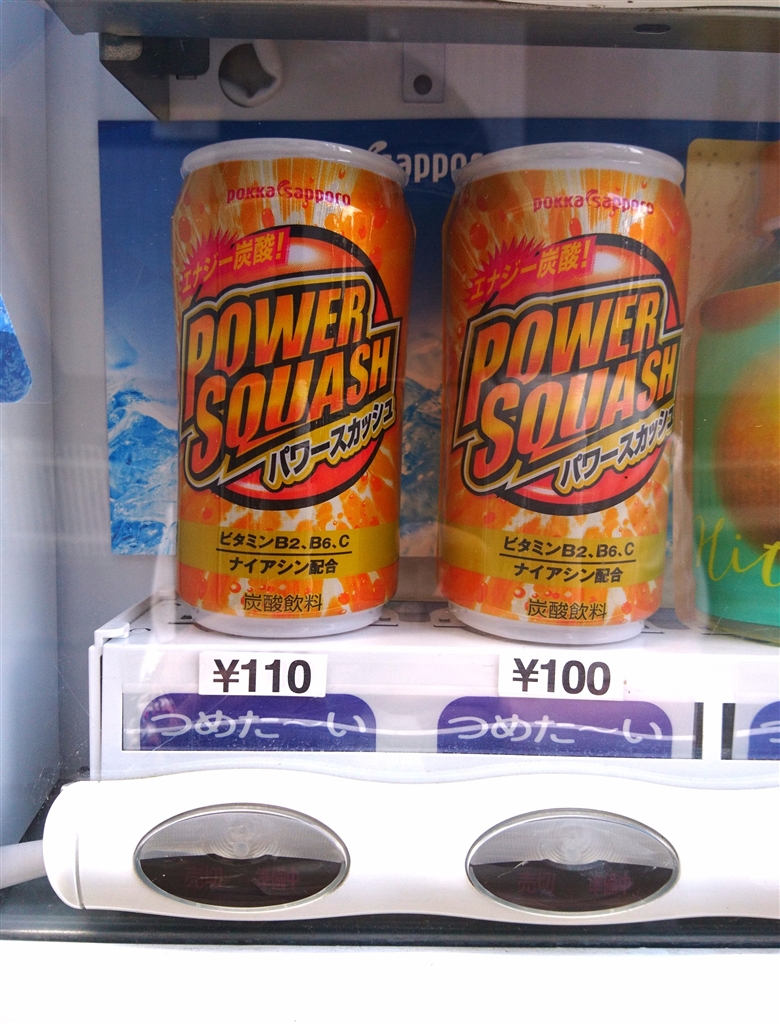 sappo
POKKA sapporo
エナジー炭酸!
POWER
SQUASH
パワースカッシュ
ビタミンB2、B6、C
ナイアシン配合
炭酸飲料
POKKA sapporo
エナジー炭酸!
POWER
SQUASH
パワースカッシュ
ビタミンB2、B6、C
ナイアシン配合
炭酸飲料
Hit
¥110
¥100
つめた〜い
つめた〜い